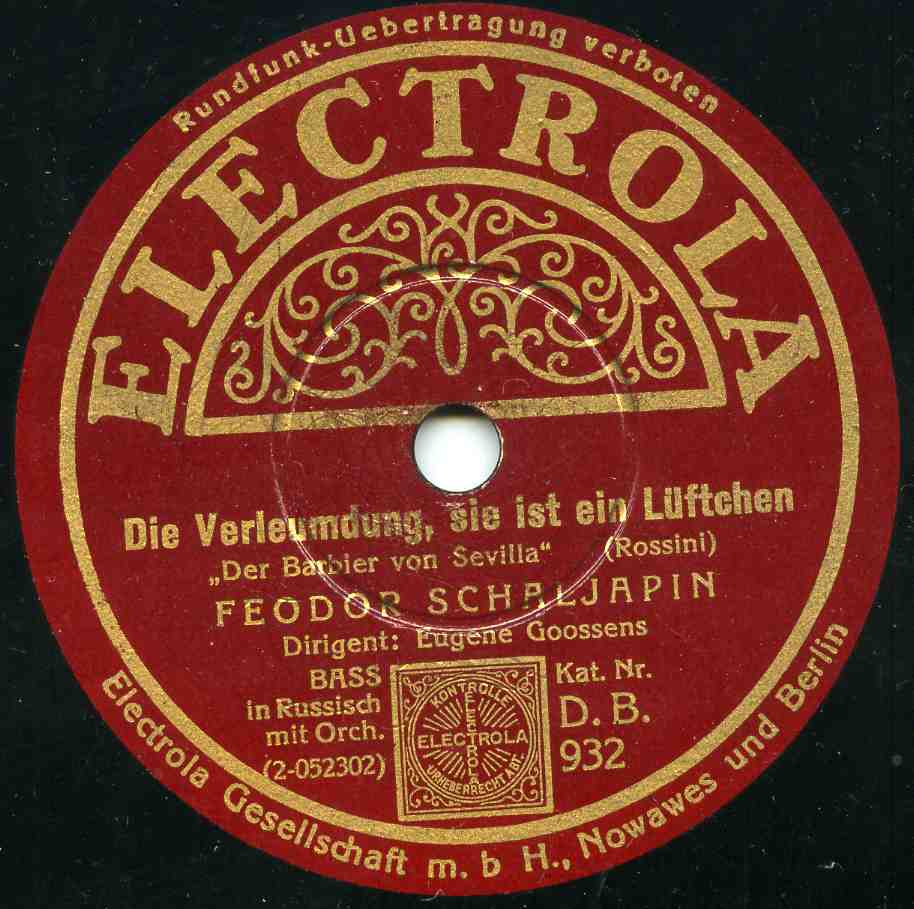 Rundfunk-Uebertragung verboten
ELECTROLA
Die Verleumdung, sie ist ein Lüftchen
„Der Barbier von Sevilla“ (Rossini)
FEODOR SCHALJAPIN
Dirigent: Eugene Goossens
BASS
in Russisch
mit Orch.
(2-052302)
KONTROLLE
ELECTROLA
ELECTROLA
URHEBERRECHT ABT.
Kat. Nr.
D. B.
932
Electrola Gesellschaft m. b H., Nowawes und Berlin